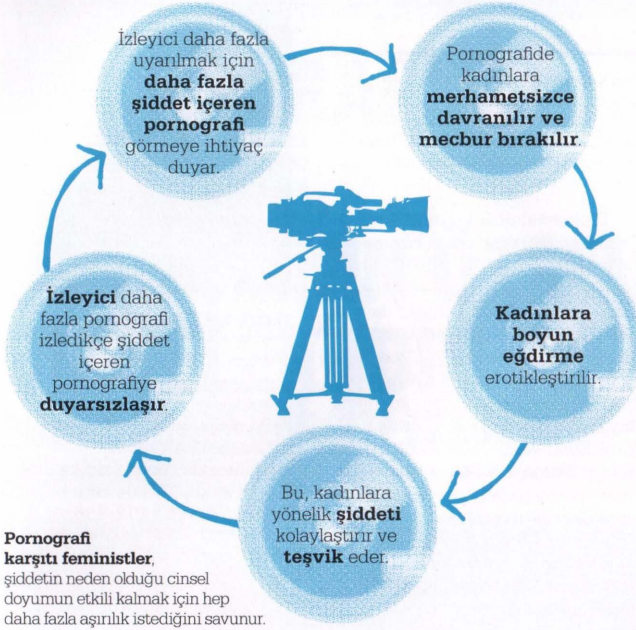 İzleyici daha fazla
uyarılmak için
daha fazla
şiddet içeren
pornografi
görmeye ihtiyaç
duyar.
Pornografide
kadınlara
merhametsizce
davranılır ve
mecbur bırakılır.
Kadınlara
boyun
eğdirme
erotikleştirilir.
Bu, kadınlara
yönelik şiddeti
kolaylaştırır ve
teşvik eder.
İzleyici daha
fazla pornografi
izledikçe şiddet
içeren
pornografiye
duyarsızlaşır.
Pornografi
karşıtı feministler,
şiddetin neden olduğu cinsel
doyumun etkili kalmak için hep
daha fazla aşırılık istediğini savunur.